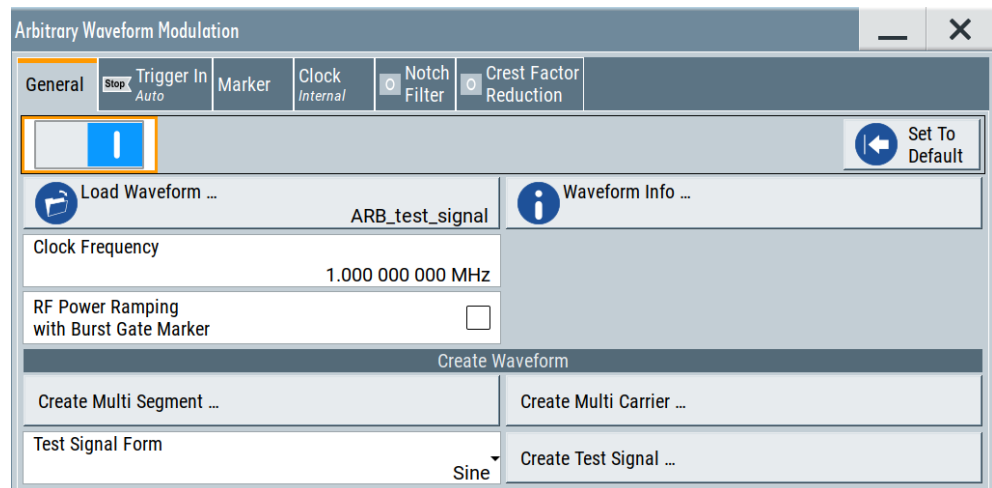 Arbitrary Waveform Modulation
General
Stop Trigger In
Auto
Marker
Clock
Internal
O Notch
Filter
O Crest Factor
Reduction
I
Set To
Default
Load Waveform ...
ARB_test_signal
Waveform Info ...
Clock Frequency
1.000 000 000 MHz
RF Power Ramping
with Burst Gate Marker
Create Waveform
Create Multi Segment ...
Create Multi Carrier ...
Test Signal Form
Sine
Create Test Signal ...